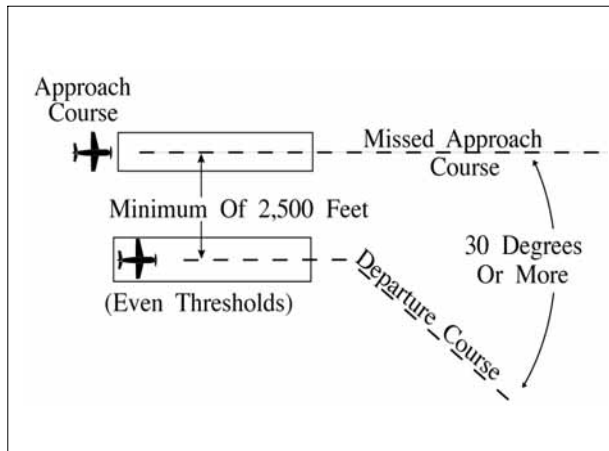 Approach
Course
Missed Approach
Course
Minimum Of 2,500 Feet
30 Degrees
Or More
(Even Thresholds)
Departure Course